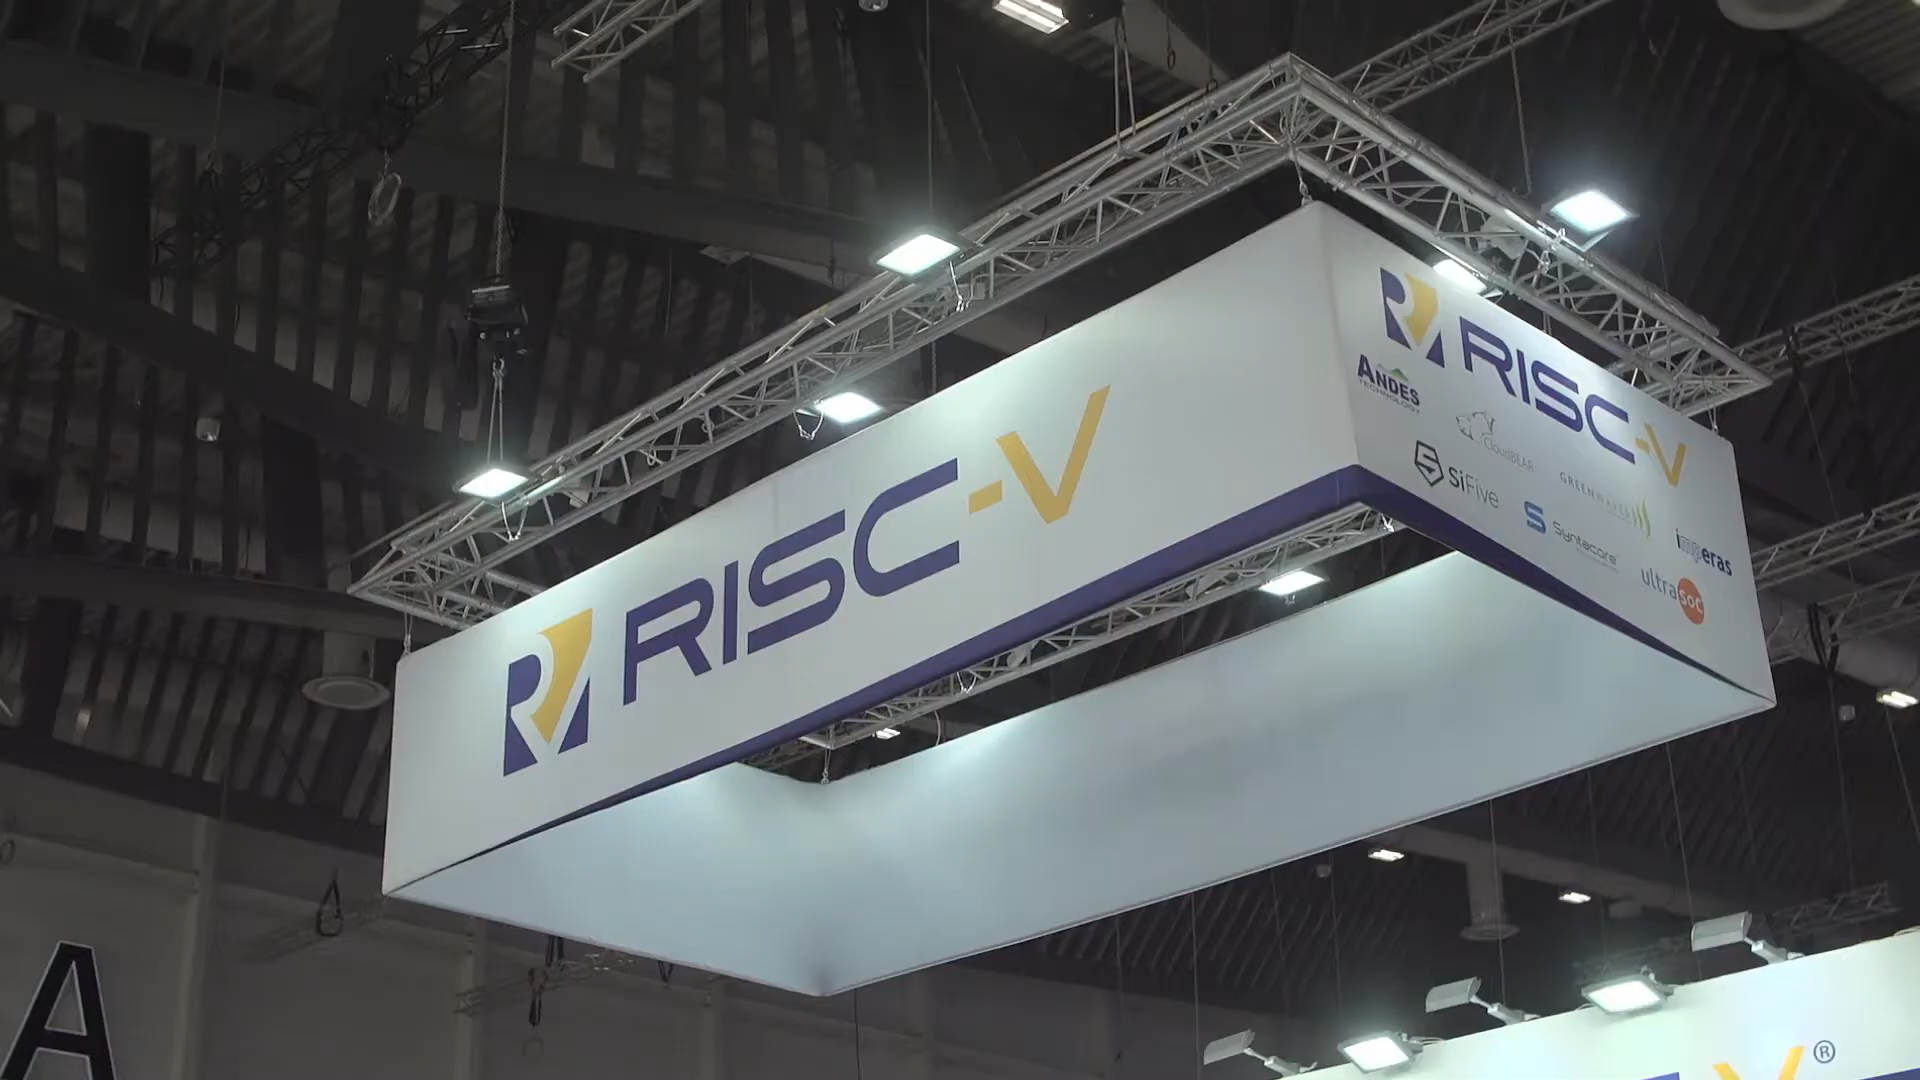 RISC-V
RISC-V
ANDES
TECHNOLOGY
CloudBEAR
SiFive
GREENWAVES
Syntacore
imperas
ultrasoc
V®
A